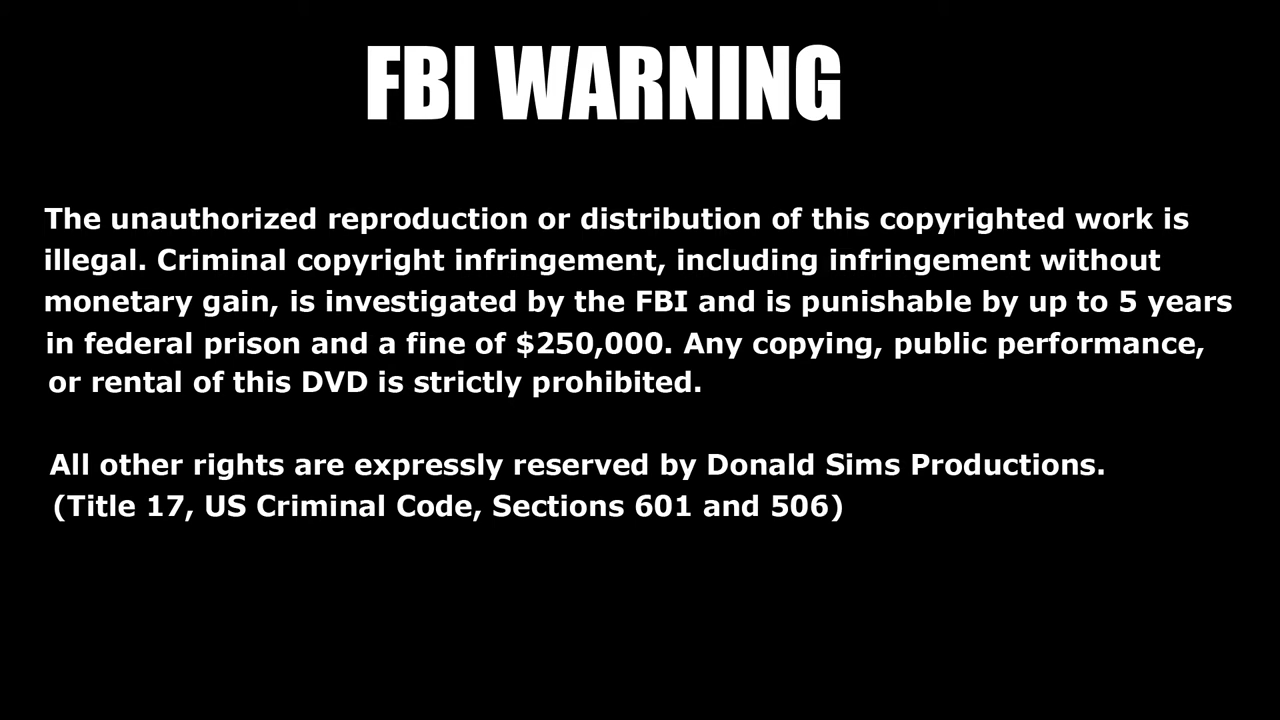 FBI WARNING
The unauthorized reproduction or distribution of this copyrighted work is
illegal. Criminal copyright infringement, including infringement without
monetary gain, is investigated by the FBI and is punishable by up to 5 years
in federal prison and a fine of $250,000. Any copying, public performance,
or rental of this DVD is strictly prohibited.
All other rights are expressly reserved by Donald Sims Productions.
(Title 17, US Criminal Code, Sections 601 and 506)